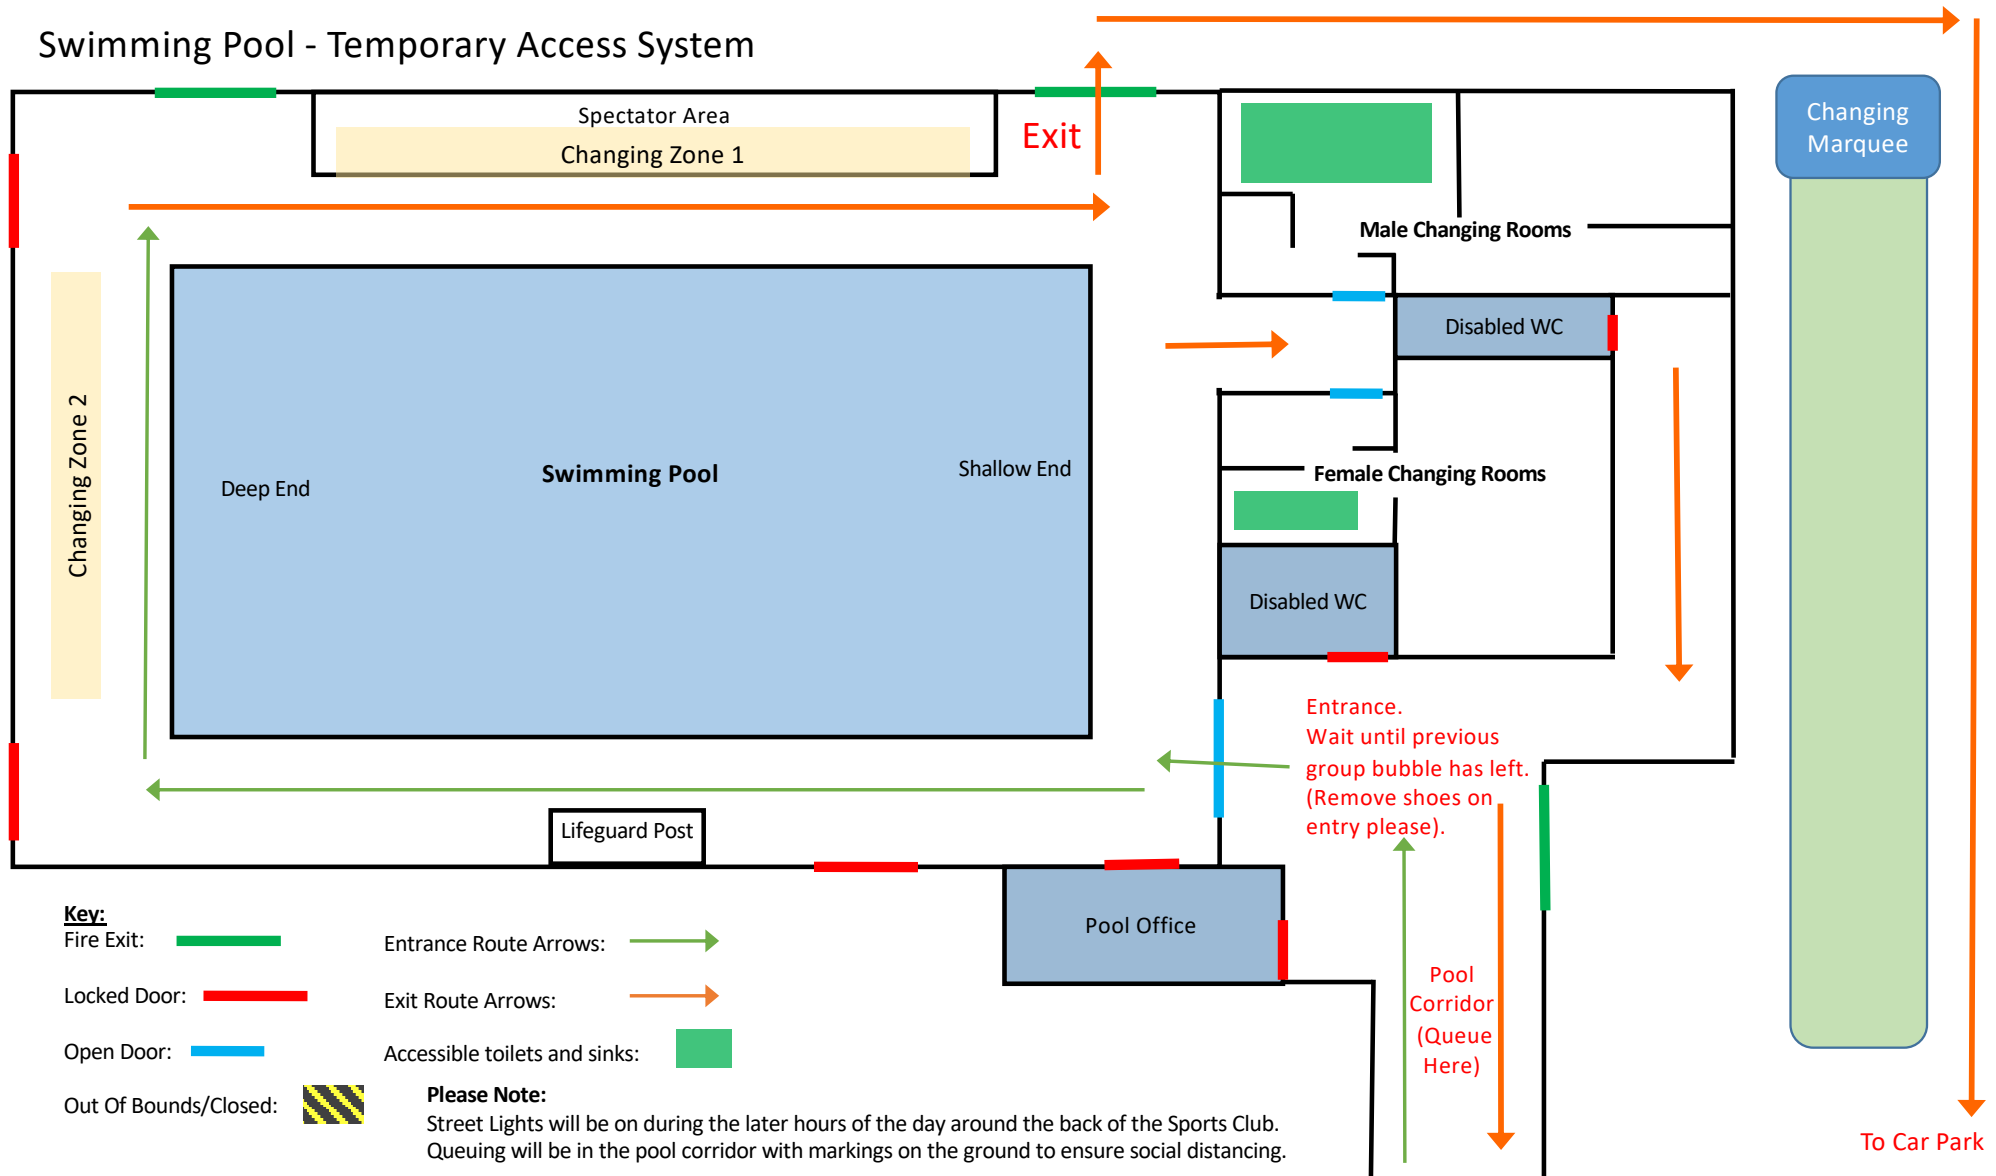 Swimming Pool - Temporary Access System
Spectator Area
Changing Zone 1
Exit
Changing
Marquee
Male Changing Rooms
Disabled WC
Changing Zone 2
Deep End
Swimming Pool
Shallow End
Female Changing Rooms
Disabled WC
Entrance.
Wait until previous
group bubble has left.
(Remove shoes on
entry please).
Lifeguard Post
Pool Office
Pool
Corridor
(Queue
Here)
Key:
Fire Exit:
Entrance Route Arrows:
Locked Door:
Exit Route Arrows:
Open Door:
Accessible toilets and sinks:
Out Of Bounds/Closed:
Please Note:
Street Lights will be on during the later hours of the day around the back of the Sports Club.
Queuing will be in the pool corridor with markings on the ground to ensure social distancing.
To Car Park